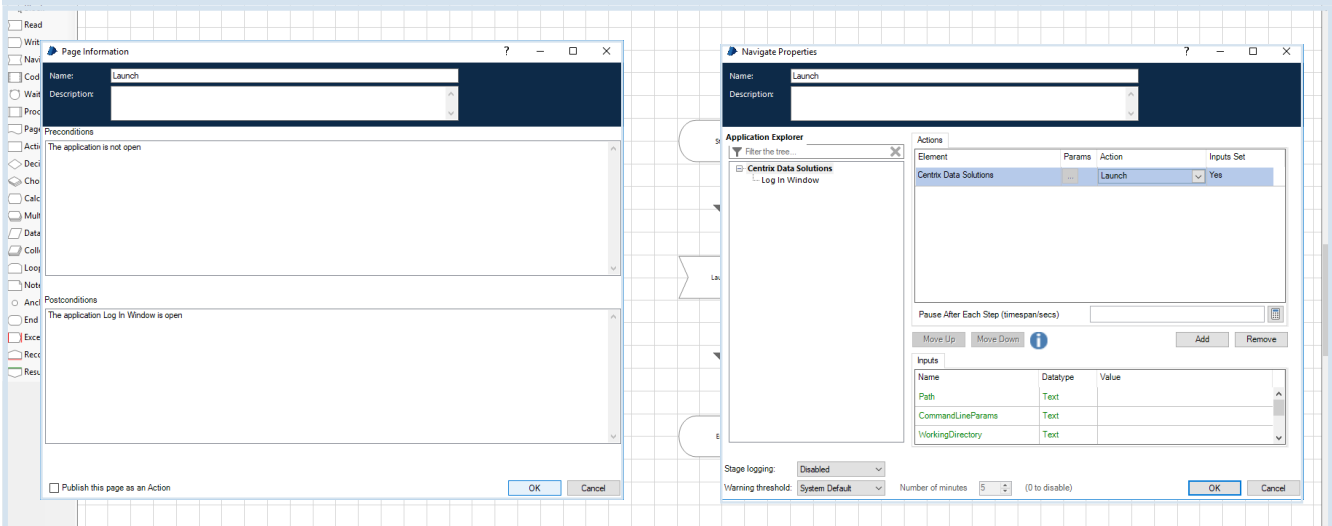 Read
Writ
Navi
Cod
Wait
Proc
Page
Acti
Deci
Cho
Calc
Mult
Data
Colle
Loop
Note
Anch
End
Exce
Reco
Resu
Page Information
Name: Launch
Description:
Preconditions
The application is not open
Postconditions
The application Log In Window is open
Publish this page as an Action
OK Cancel
St
Lau
E
Navigate Properties
Name: Launch
Description:
Application Explorer
Filter the tree...
Centrix Data Solutions
Log In Window
Actions
Element Params Action Inputs Set
Centrix Data Solutions ... Launch Yes
Pause After Each Step (timespan/secs)
Move Up Move Down Add Remove
Inputs
Name Datatype Value
Path Text
CommandLineParams Text
WorkingDirectory Text
Stage logging: Disabled
Warning threshold: System Default Number of minutes 5 (0 to disable)
OK Cancel